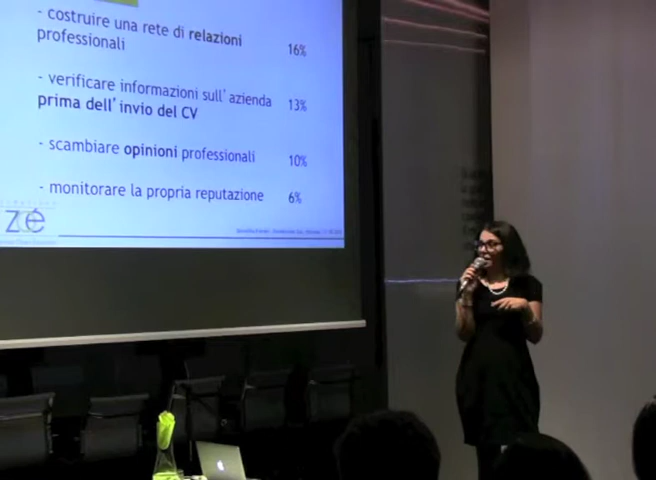 - costruire una rete di relazioni
professionali 16%
- verificare informazioni sull'azienda
prima dell'invio del CV 13%
- scambiare opinioni professionali 10%
- monitorare la propria reputazione 6%
zé